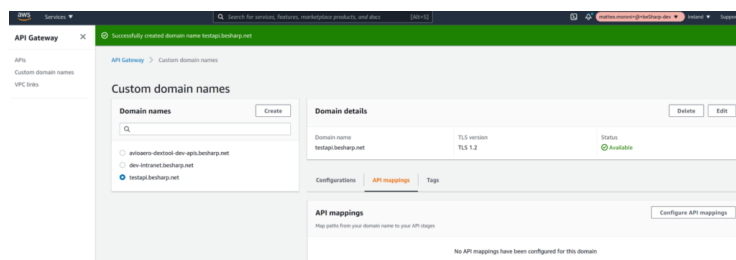 aws Services ▼ Search for services, features, marketplace products, and docs [Alt+S] Ireland ▼ Suppor
API Gateway ×
Successfully created domain name testapi.besharp.net
APIs
Custom domain names
VPC links
API Gateway > Custom domain names
Custom domain names
Domain names Create
avioaero-dextool-dev-apis.besharp.net
dev-intranet.besharp.net
testapi.besharp.net
Domain details Delete Edit
Domain name TLS version Status
testapi.besharp.net TLS 1.2 Available
Configurations API mappings Tags
API mappings Configure API mappings
Map paths from your domain name to your API stages
No API mappings have been configured for this domain